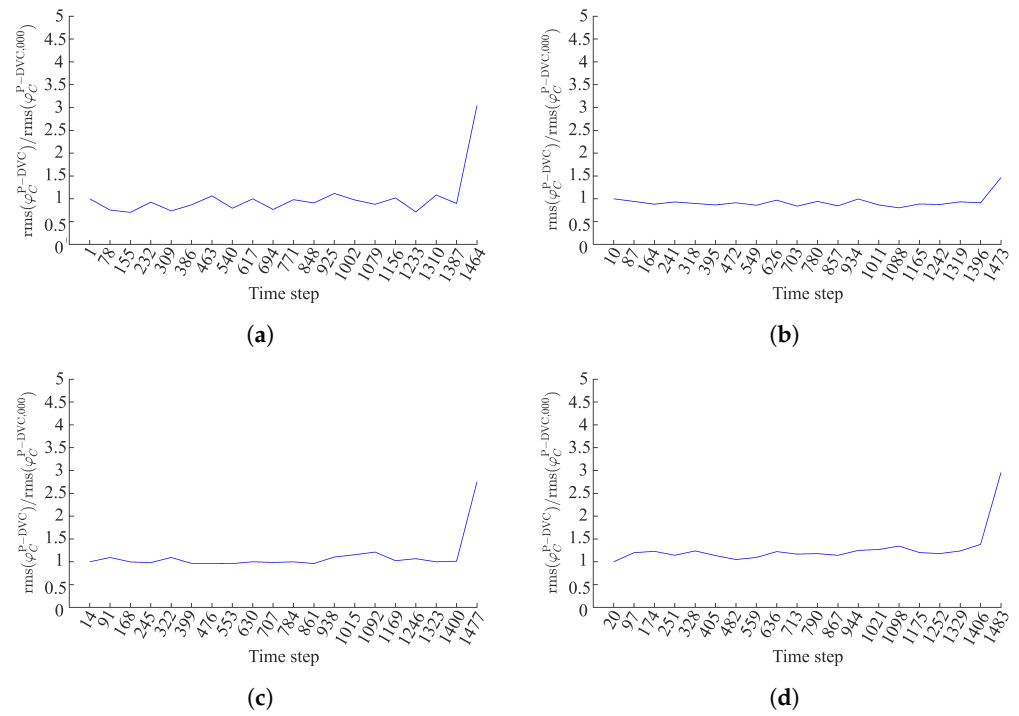 rms(φ_C^{P−DVC})/rms(φ_C^{P−DVC,000})
5
4.5
4
3.5
3
2.5
2
1.5
1
0.5
0
1 78 155 232 309 386 463 540 617 694 771 848 925 1002 1079 1156 1233 1310 1387 1464
Time step
(a)
rms(φ_C^{P−DVC})/rms(φ_C^{P−DVC,000})
5
4.5
4
3.5
3
2.5
2
1.5
1
0.5
0
10 87 164 241 318 395 472 549 626 703 780 857 934 1011 1088 1165 1242 1319 1396 1473
Time step
(b)
rms(φ_C^{P−DVC})/rms(φ_C^{P−DVC,000})
5
4.5
4
3.5
3
2.5
2
1.5
1
0.5
0
14 91 168 245 322 399 476 553 630 707 784 861 938 1015 1092 1169 1246 1323 1400 1477
Time step
(c)
rms(φ_C^{P−DVC})/rms(φ_C^{P−DVC,000})
5
4.5
4
3.5
3
2.5
2
1.5
1
0.5
0
20 97 174 251 328 405 482 559 636 713 790 867 944 1021 1098 1175 1252 1329 1406 1483
Time step
(d)